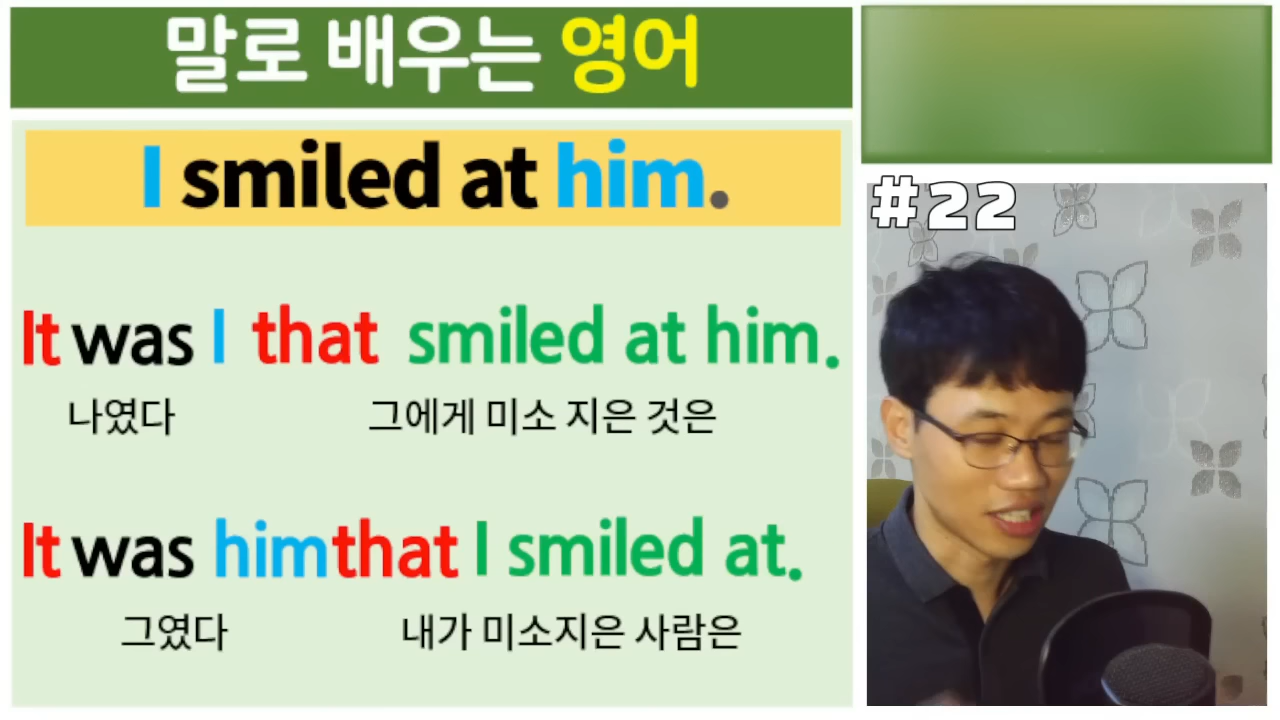 말로 배우는 영어
I smiled at him.
It was I that smiled at him.
나였다 그에게 미소 지은 것은
It was him that I smiled at.
그였다 내가 미소지은 사람은
#22